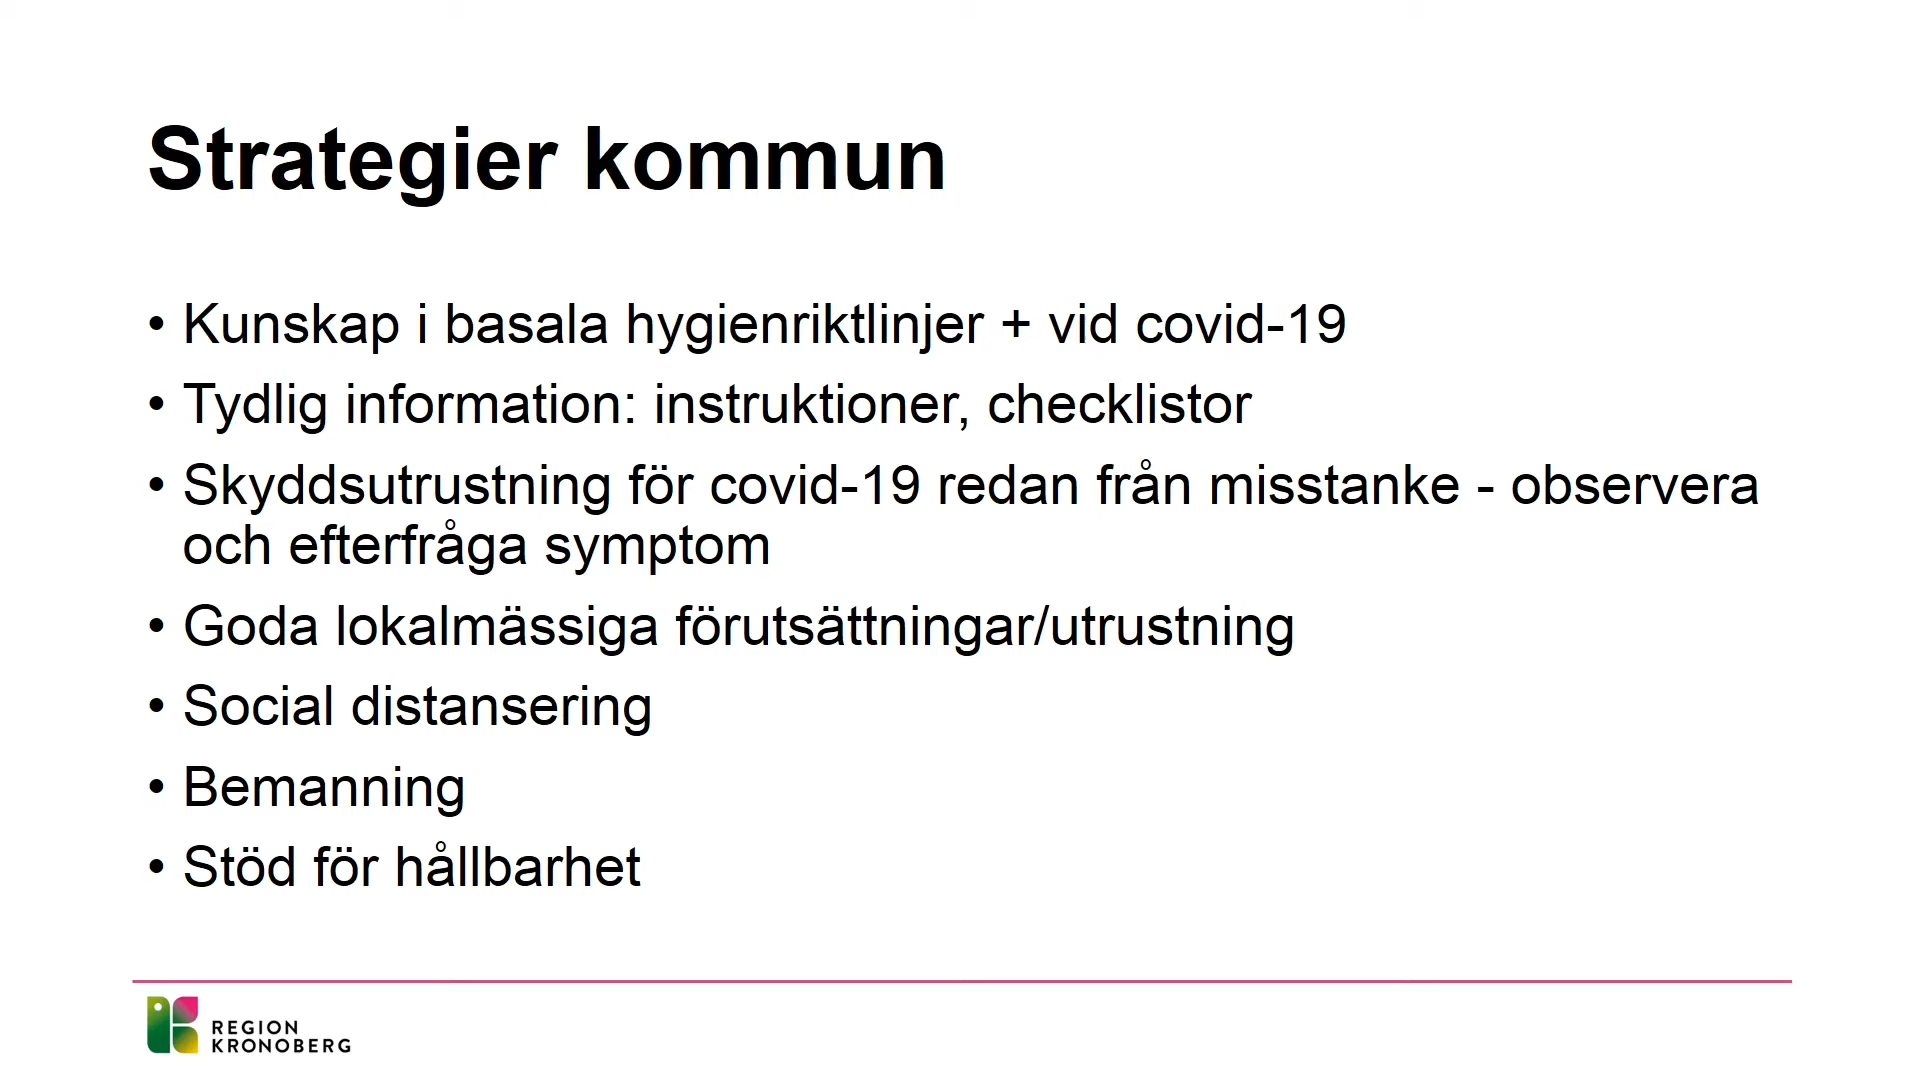 Strategier kommun
• Kunskap i basala hygienriktlinjer + vid covid-19
• Tydlig information: instruktioner, checklistor
• Skyddsutrustning för covid-19 redan från misstanke - observera
och efterfråga symptom
• Goda lokalmässiga förutsättningar/utrustning
• Social distansering
• Bemanning
• Stöd för hållbarhet
REGION
KRONOBERG